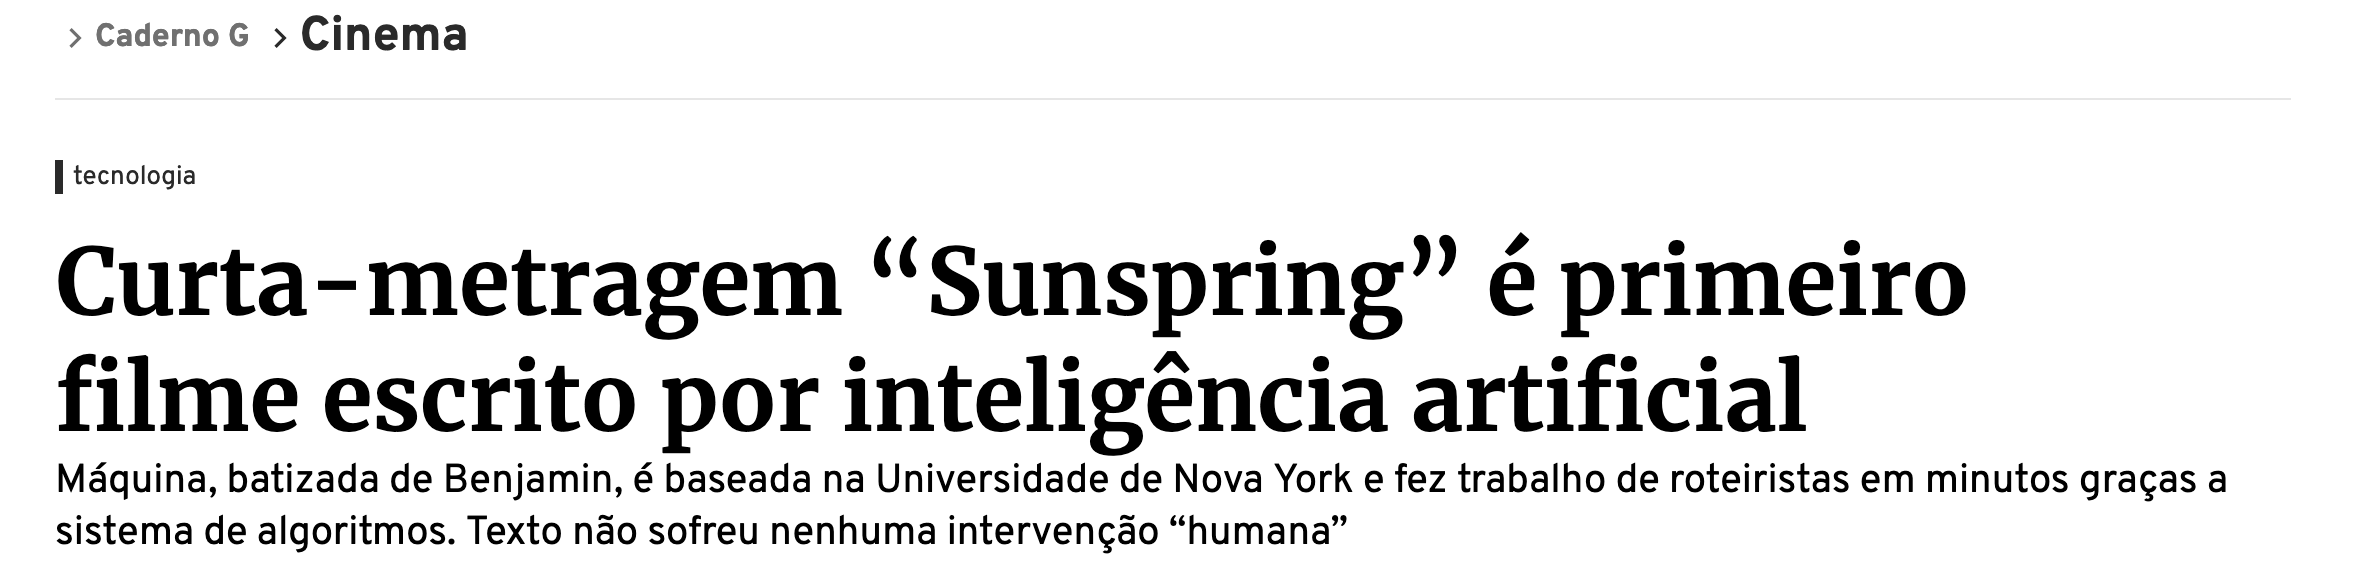 > Caderno G > Cinema
tecnologia
Curta-metragem “Sunspring” é primeiro
filme escrito por inteligência artificial
Máquina, batizada de Benjamin, é baseada na Universidade de Nova York e fez trabalho de roteiristas em minutos graças a
sistema de algoritmos. Texto não sofreu nenhuma intervenção “humana”